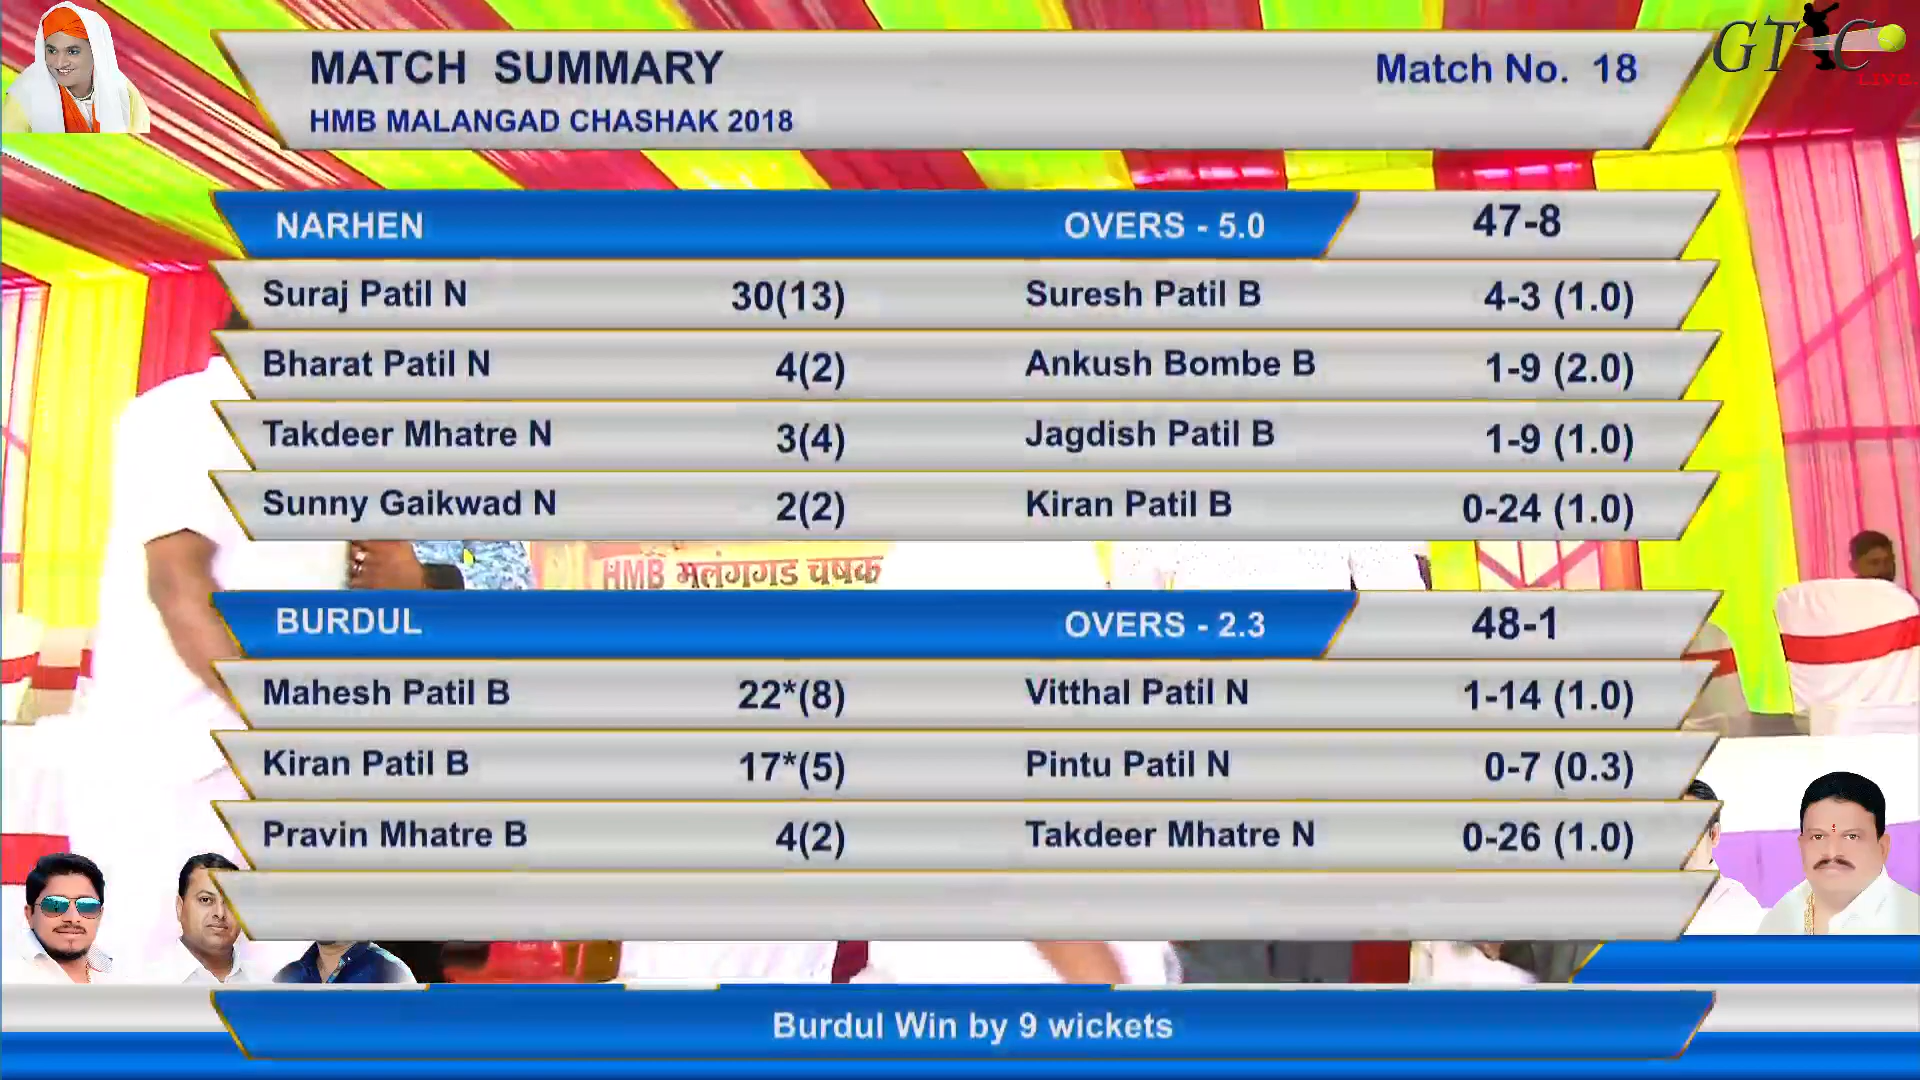 GTCC
LIVE.
MATCH SUMMARY
Match No. 18
HMB MALANGAD CHASHAK 2018
NARHEN OVERS - 5.0 47-8
Suraj Patil N 30(13) Suresh Patil B 4-3 (1.0)
Bharat Patil N 4(2) Ankush Bombe B 1-9 (2.0)
Takdeer Mhatre N 3(4) Jagdish Patil B 1-9 (1.0)
Sunny Gaikwad N 2(2) Kiran Patil B 0-24 (1.0)
HMB मलंगगड चषक
BURDUL OVERS - 2.3 48-1
Mahesh Patil B 22*(8) Vitthal Patil N 1-14 (1.0)
Kiran Patil B 17*(5) Pintu Patil N 0-7 (0.3)
Pravin Mhatre B 4(2) Takdeer Mhatre N 0-26 (1.0)
Burdul Win by 9 wickets